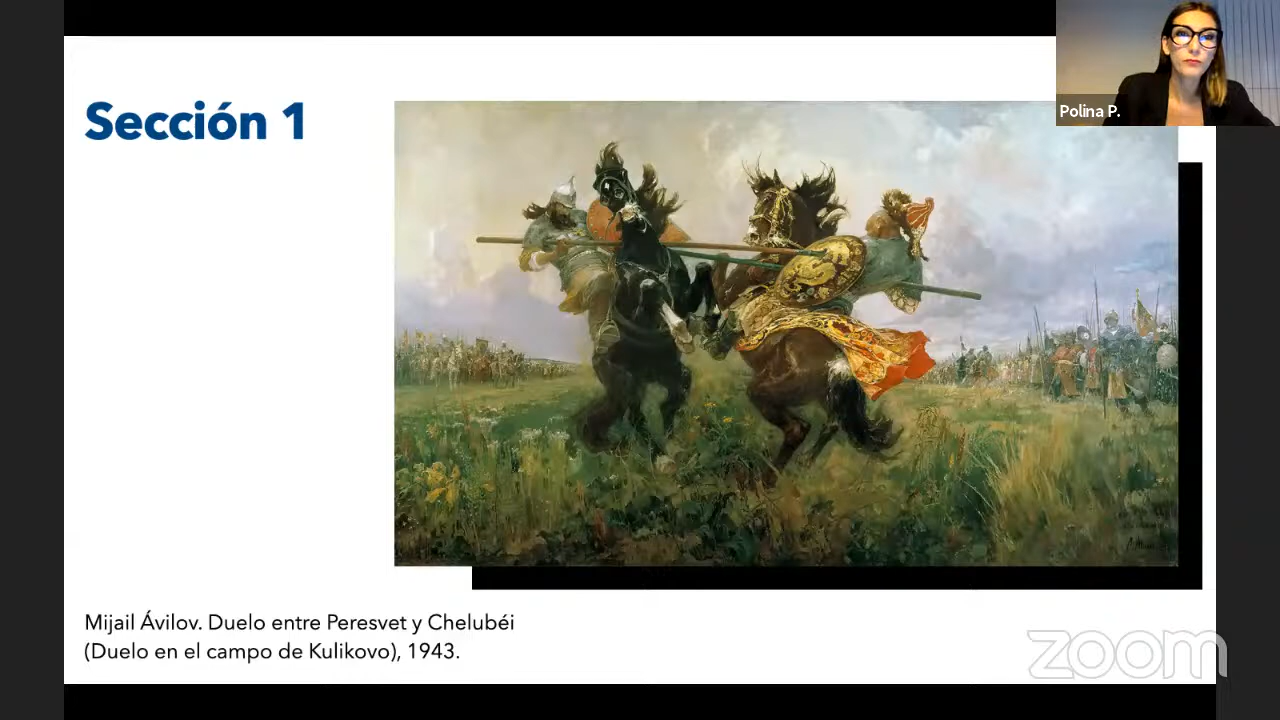 Sección 1
Polina P.
Mijail Ávilov. Duelo entre Peresvet y Chelubéi
(Duelo en el campo de Kulikovo), 1943.
zoom